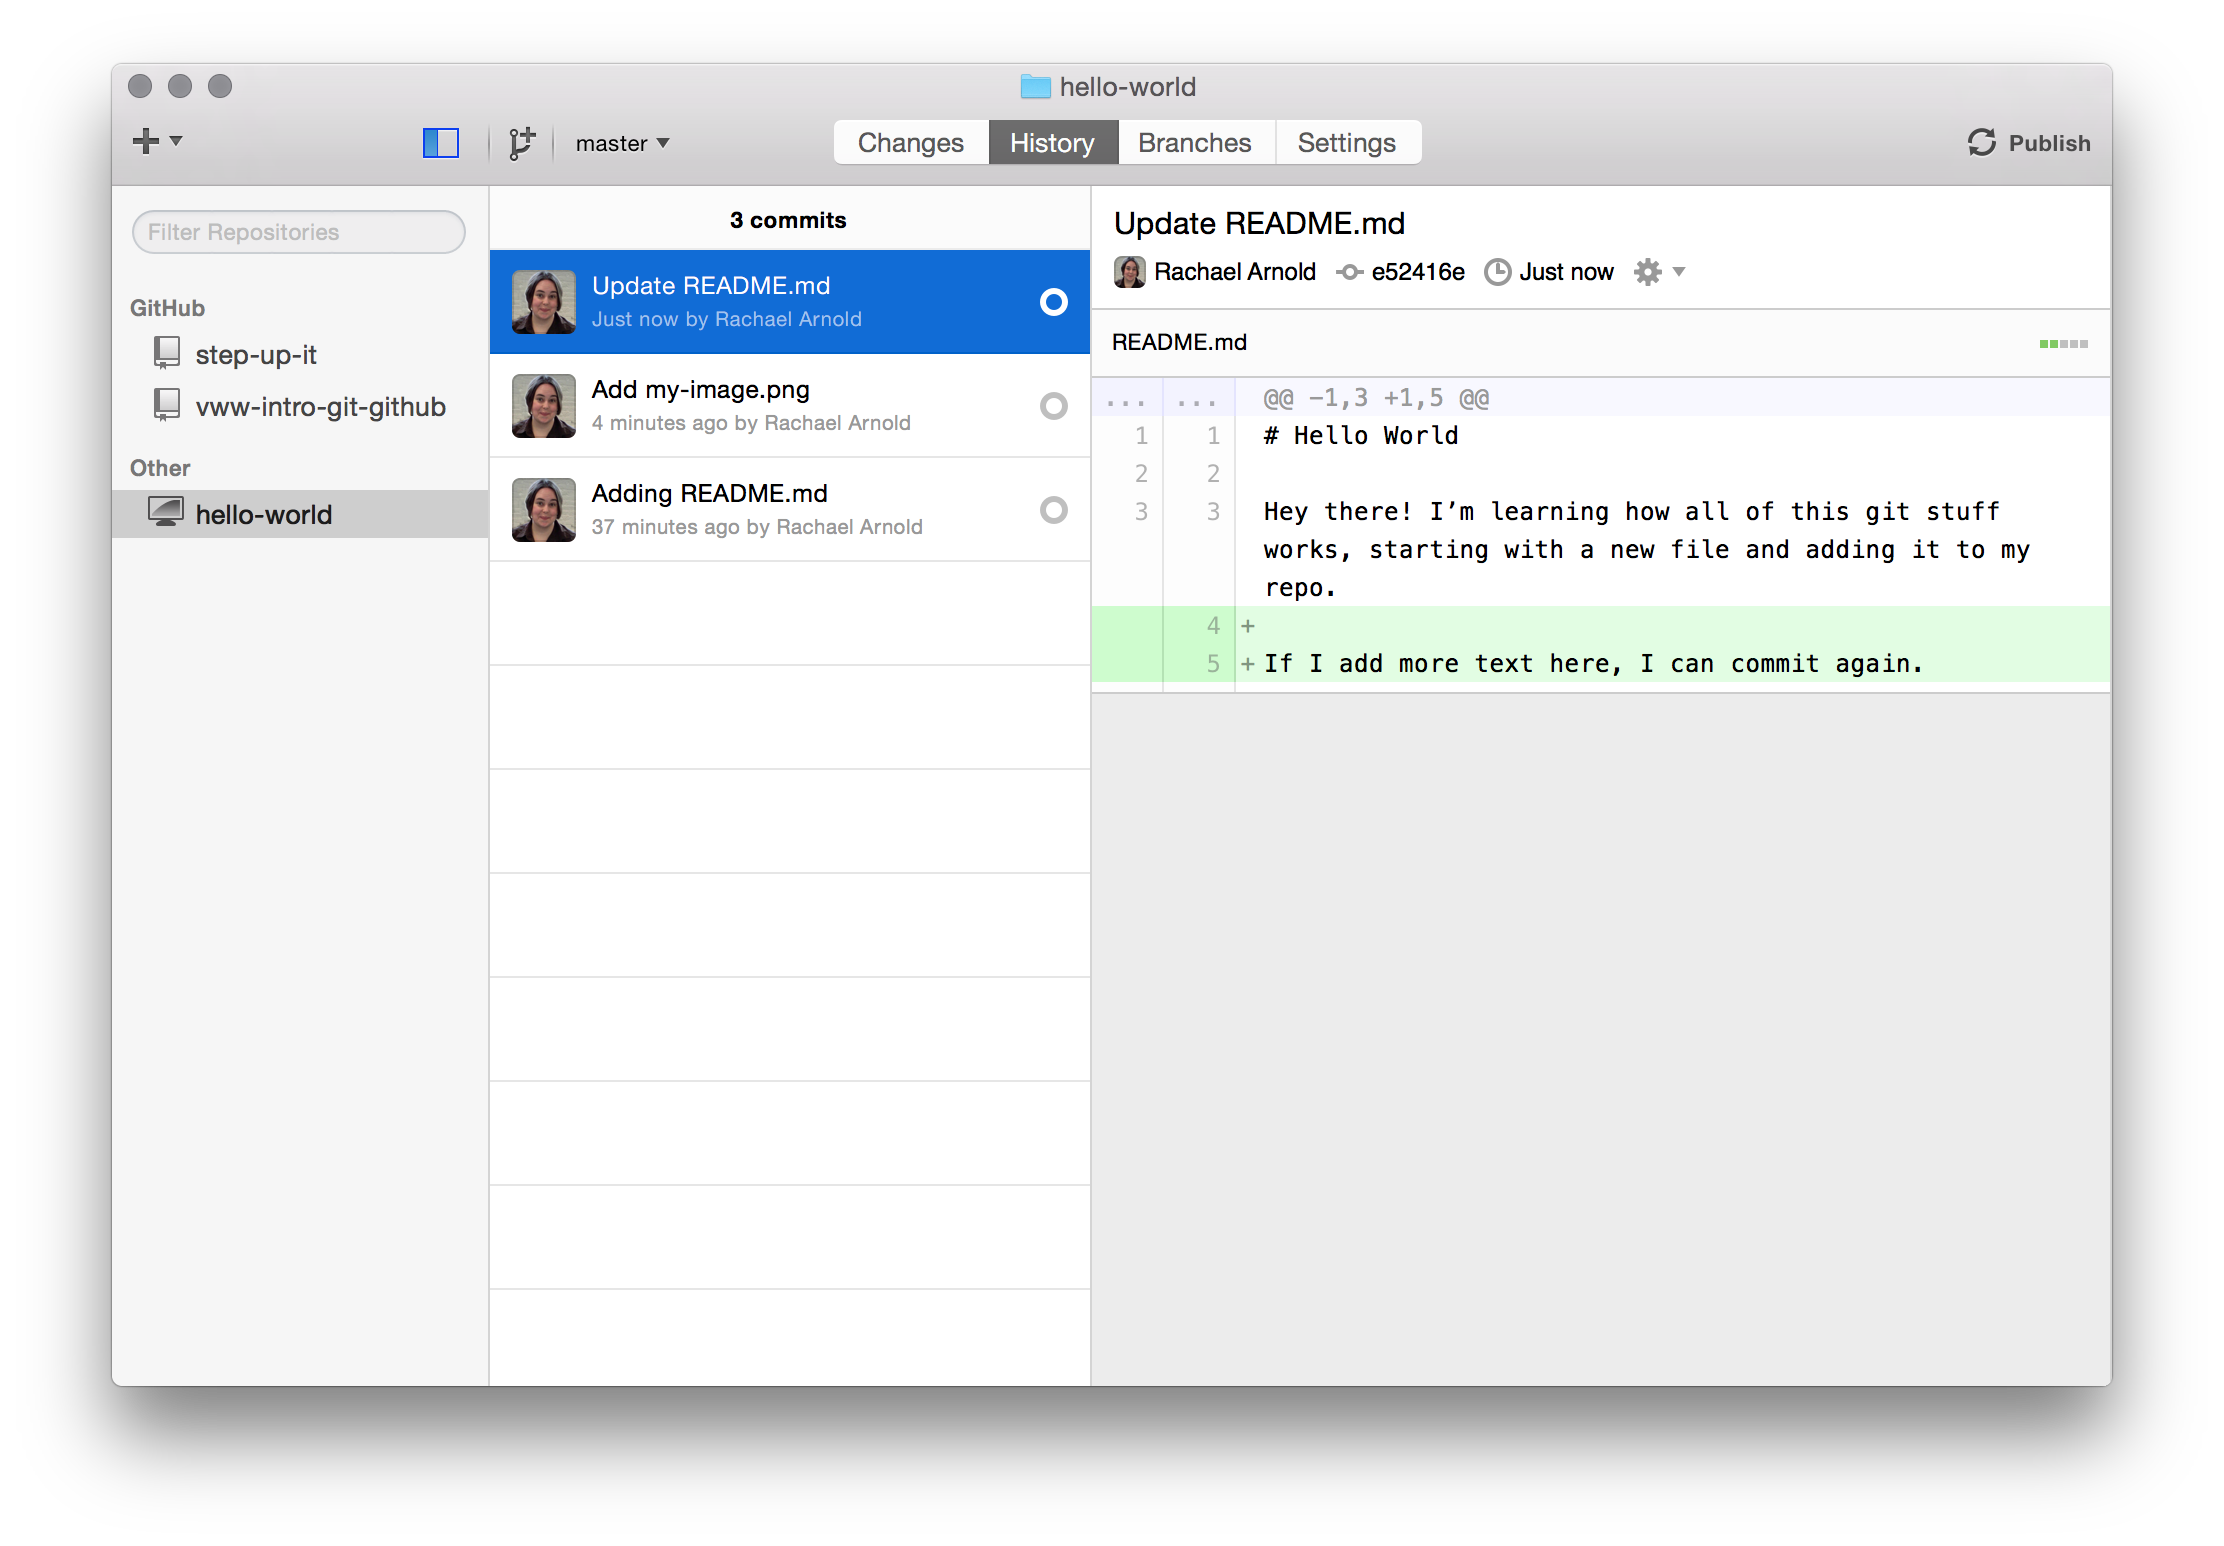 hello-world
master
Changes
History
Branches
Settings
Publish
Filter Repositories
GitHub
step-up-it
vww-intro-git-github
Other
hello-world
3 commits
Update README.md
Just now by Rachael Arnold
Add my-image.png
4 minutes ago by Rachael Arnold
Adding README.md
37 minutes ago by Rachael Arnold
Update README.md
Rachael Arnold e52416e Just now
README.md
... ... @@ -1,3 +1,5 @@
1 1 # Hello World
2 2
3 3 Hey there! I’m learning how all of this git stuff
works, starting with a new file and adding it to my
repo.
4 +
5 +If I add more text here, I can commit again.